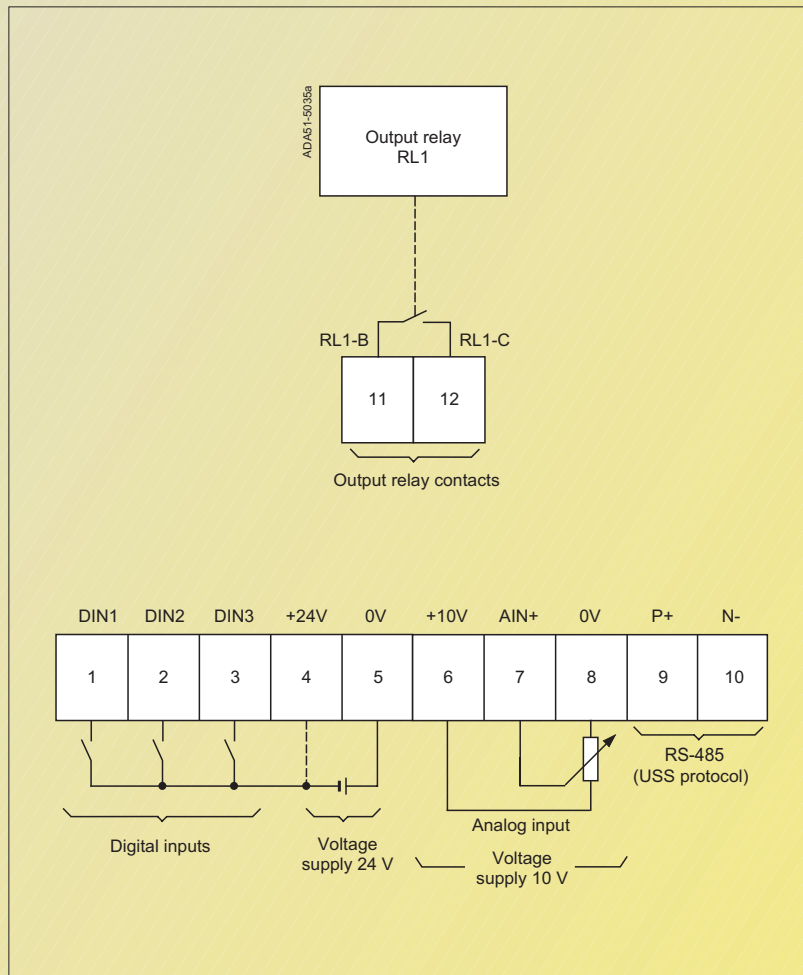 ADA51-5035a
Output relay
RL1
RL1-B RL1-C
11 12
Output relay contacts
DIN1 DIN2 DIN3 +24V 0V +10V AIN+ 0V P+ N-
1 2 3 4 5 6 7 8 9 10
RS-485
(USS protocol)
Analog input
Digital inputs
Voltage
supply 24 V
Voltage
supply 10 V